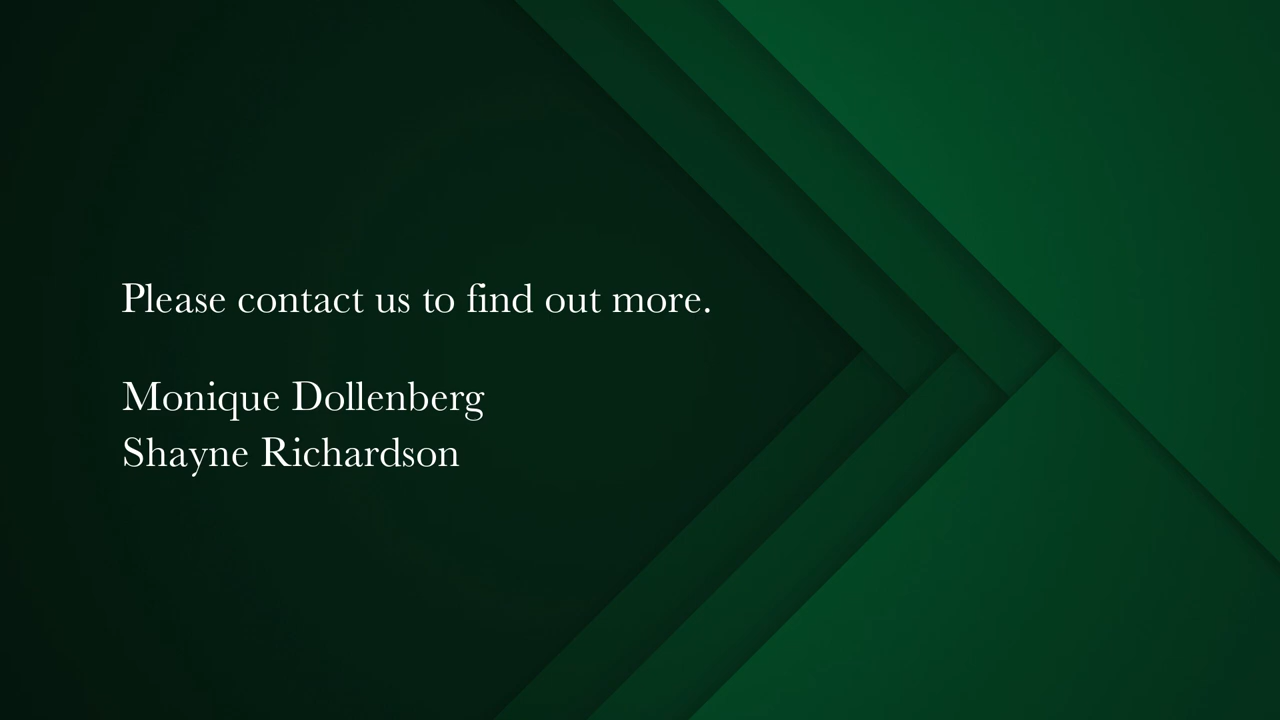 Please contact us to find out more.
Monique Dollenberg
Shayne Richardson